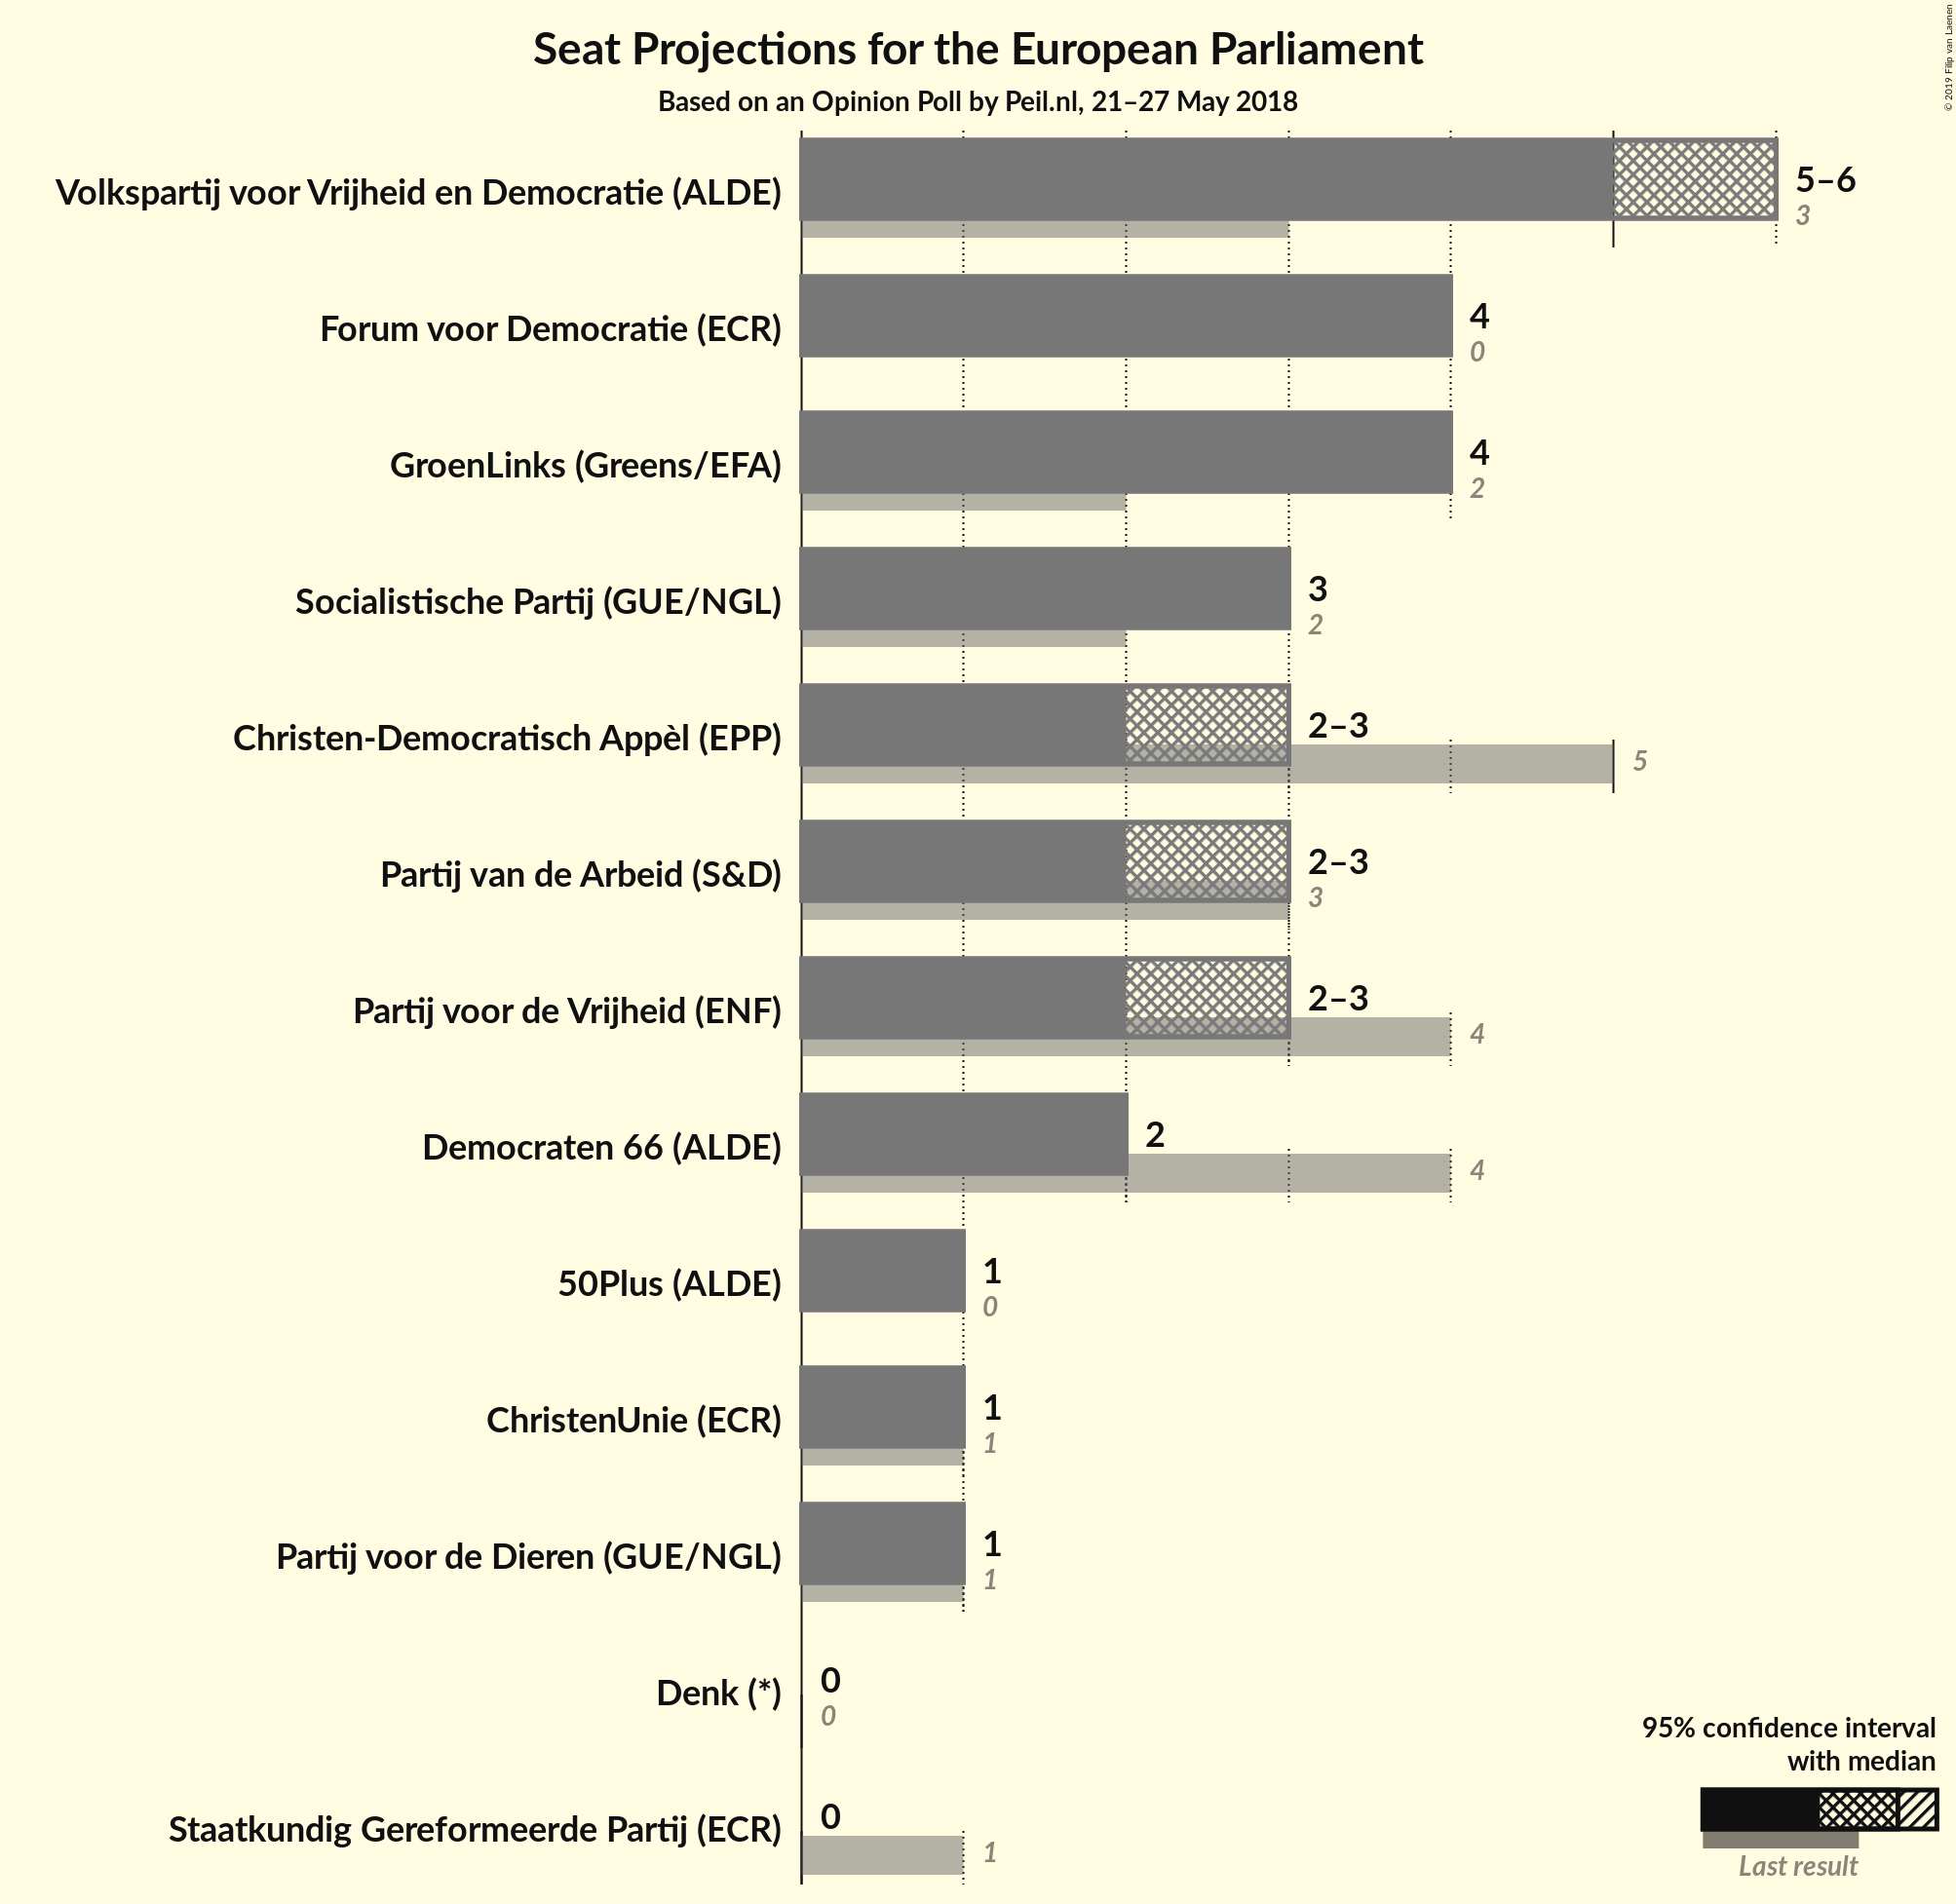 Seat Projections for the European Parliament
Based on an Opinion Poll by Peil.nl, 21–27 May 2018
© 2019 Filip van Laenen
Volkspartij voor Vrijheid en Democratie (ALDE)
5–6
3
Forum voor Democratie (ECR)
4
0
GroenLinks (Greens/EFA)
4
2
Socialistische Partij (GUE/NGL)
3
2
Christen-Democratisch Appèl (EPP)
2–3
5
Partij van de Arbeid (S&D)
2–3
3
Partij voor de Vrijheid (ENF)
2–3
4
Democraten 66 (ALDE)
2
4
50Plus (ALDE)
1
0
ChristenUnie (ECR)
1
1
Partij voor de Dieren (GUE/NGL)
1
1
Denk (*)
0
0
Staatkundig Gereformeerde Partij (ECR)
0
1
95% confidence interval
with median
Last result